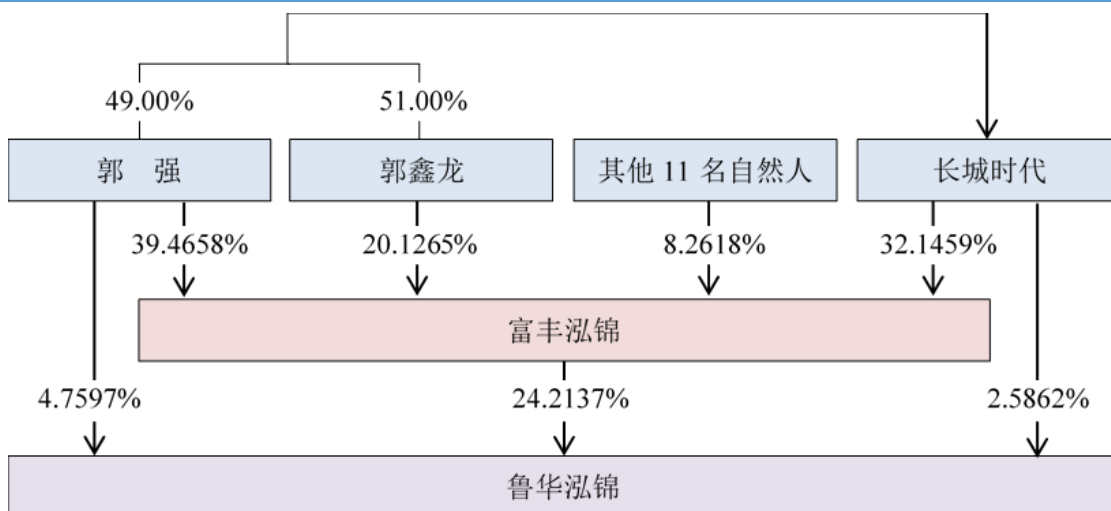 49.00% 51.00%
郭 强 郭鑫龙 其他 11 名自然人 长城时代
39.4658% 20.1265% 8.2618% 32.1459%
富丰泓锦
4.7597% 24.2137% 2.5862%
鲁华泓锦